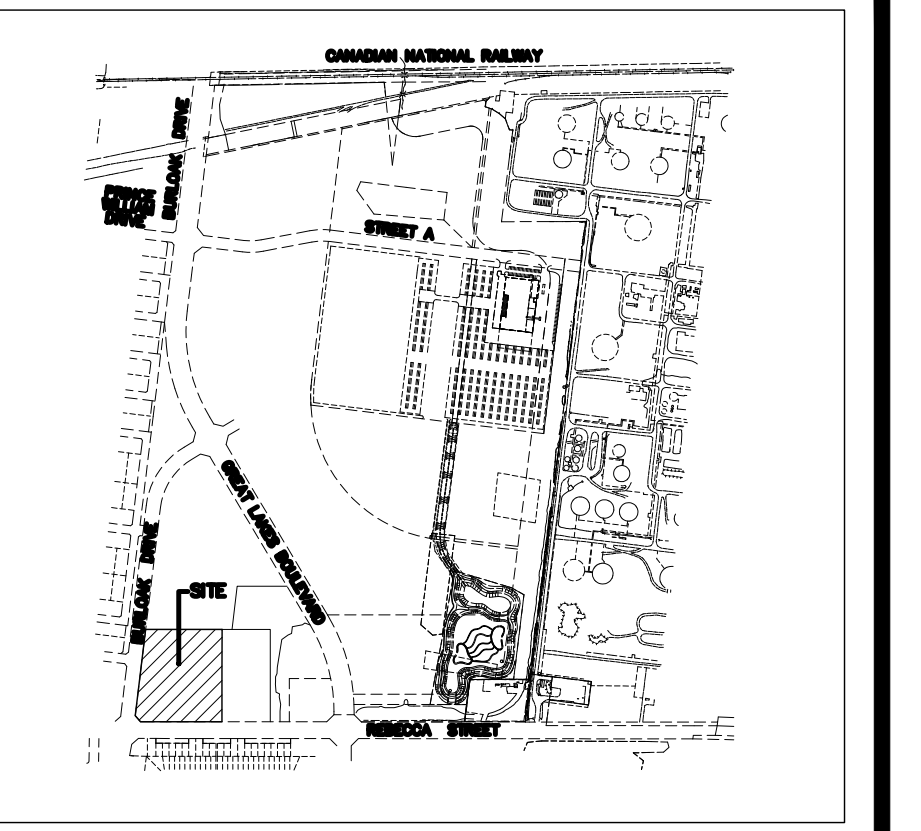 CANADIAN NATIONAL RAILWAY
BURLOAK DRIVE
PRINCE
WILLIAM
DRIVE
STREET A
GREAT LAKES BOULEVARD
BURLOAK DRIVE
SITE
REBECCA STREET